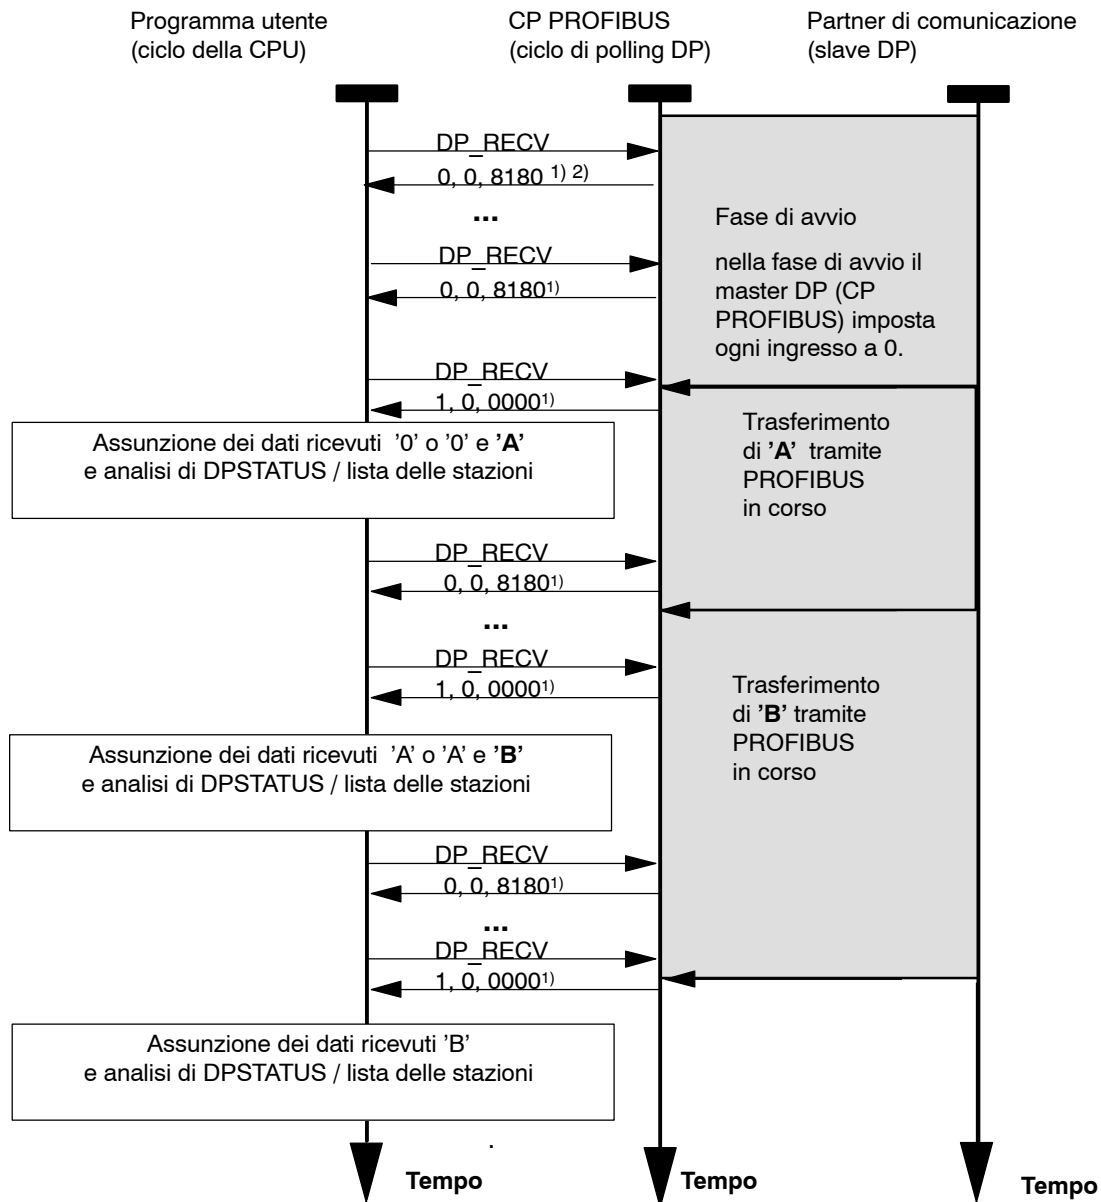 Programma utente
(ciclo della CPU)
CP PROFIBUS
(ciclo di polling DP)
Partner di comunicazione
(slave DP)
DP_RECV
0, 0, 8180 1) 2)
...
DP_RECV
0, 0, 8180 1)
Fase di avvio
nella fase di avvio il
master DP (CP
PROFIBUS) imposta
ogni ingresso a 0.
DP_RECV
1, 0, 0000 1)
Assunzione dei dati ricevuti '0' o '0' e 'A'
e analisi di DPSTATUS / lista delle stazioni
Trasferimento
di 'A' tramite
PROFIBUS
in corso
DP_RECV
0, 0, 8180 1)
...
DP_RECV
1, 0, 0000 1)
Trasferimento
di 'B' tramite
PROFIBUS
in corso
Assunzione dei dati ricevuti 'A' o 'A' e 'B'
e analisi di DPSTATUS / lista delle stazioni
DP_RECV
0, 0, 8180 1)
...
DP_RECV
1, 0, 0000 1)
Assunzione dei dati ricevuti 'B'
e analisi di DPSTATUS / lista delle stazioni
.
Tempo
Tempo
Tempo